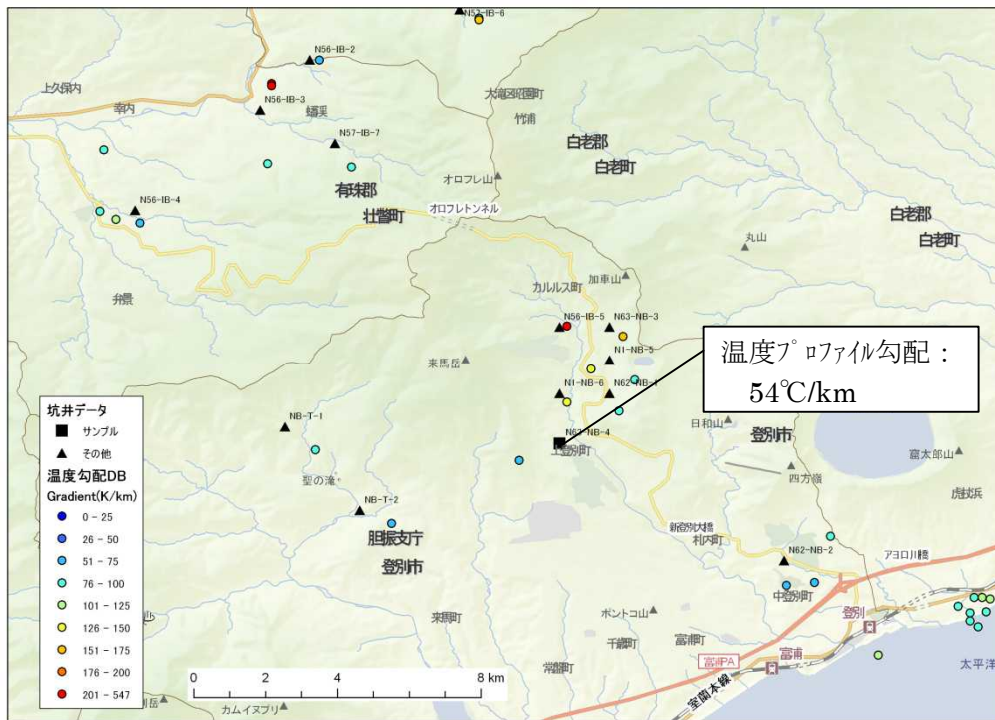 N57-IB-6
N56-IB-2
上久保内
幸内
蟠渓
N56-IB-3
大滝区昭園町
竹浦
白老郡
白老町
N57-IB-7
オロフレ山
有珠郡
壮瞥町
オロフレトンネル
N56-IB-4
白老郡
白老町
丸山
弁景
加車山
カルルス町
N56-IB-5
N63-NB-3
来馬岳
N1-NB-5
N1-NB-6
N62-NB-1
温度プロファイル勾配：
54℃/km
NB-T-1
N63-NB-4
上登別町
日和山
登別市
四方嶺
富太郎山
虎杖浜
聖の滝
NB-T-2
胆振支庁
登別市
新登別大橋
札内町
N62-NB-2
アヨロ川橋
中登別町
登別
来馬町
ポントコ山
千歳町
富浦町
富浦PA
富浦
常盤町
室蘭本線
太平洋
カムイヌプリ
坑井データ
サンプル
その他
温度勾配DB
Gradient(K/km)
0 - 25
26 - 50
51 - 75
76 - 100
101 - 125
126 - 150
151 - 175
176 - 200
201 - 547
0 2 4 8 km